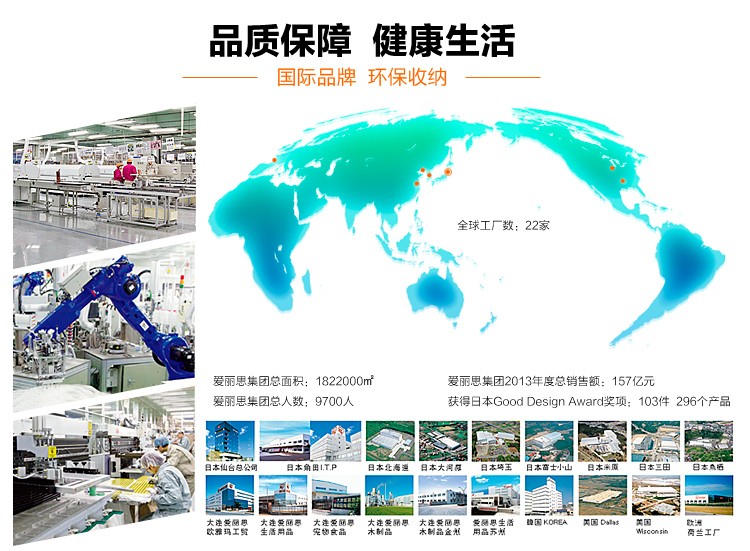 品质保障 健康生活
国际品牌 环保收纳
全球工厂数：22家
爱丽思集团总面积：1822000㎡
爱丽思集团2013年度总销售额：157亿元
爱丽思集团总人数：9700人
获得日本Good Design Award奖项：103件 296个产品
日本仙台总公司 日本角田I.T.P 日本北海道 日本大河原 日本埼玉 日本富士小山 日本米原 日本三田 日本鳥栖
大连爱丽思 大连爱丽思 大连爱丽思 大连爱丽思 大连爱丽思 爱丽思生活 韓国 KOREA 美国 Dallas 美国 欧洲
欧雅玛工贸 生活用品 宠物食品 木制品 木制品金州 用品苏州 Wisconsin 荷兰工厂